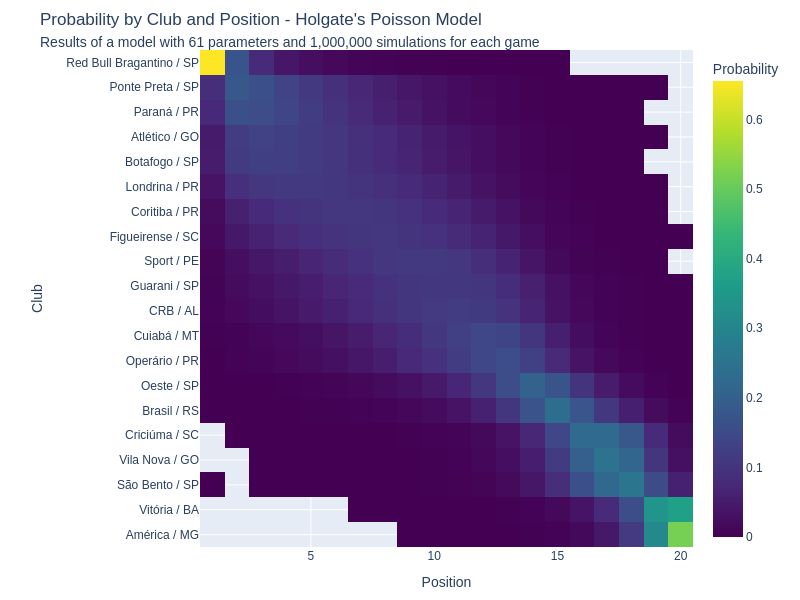 Probability by Club and Position - Holgate's Poisson Model
Results of a model with 61 parameters and 1,000,000 simulations for each game
Probability
Club
Red Bull Bragantino / SP
Ponte Preta / SP
Paraná / PR
Atlético / GO
Botafogo / SP
Londrina / PR
Coritiba / PR
Figueirense / SC
Sport / PE
Guarani / SP
CRB / AL
Cuiabá / MT
Operário / PR
Oeste / SP
Brasil / RS
Criciúma / SC
Vila Nova / GO
São Bento / SP
Vitória / BA
América / MG
0.6
0.5
0.4
0.3
0.2
0.1
0
5
10
15
20
Position